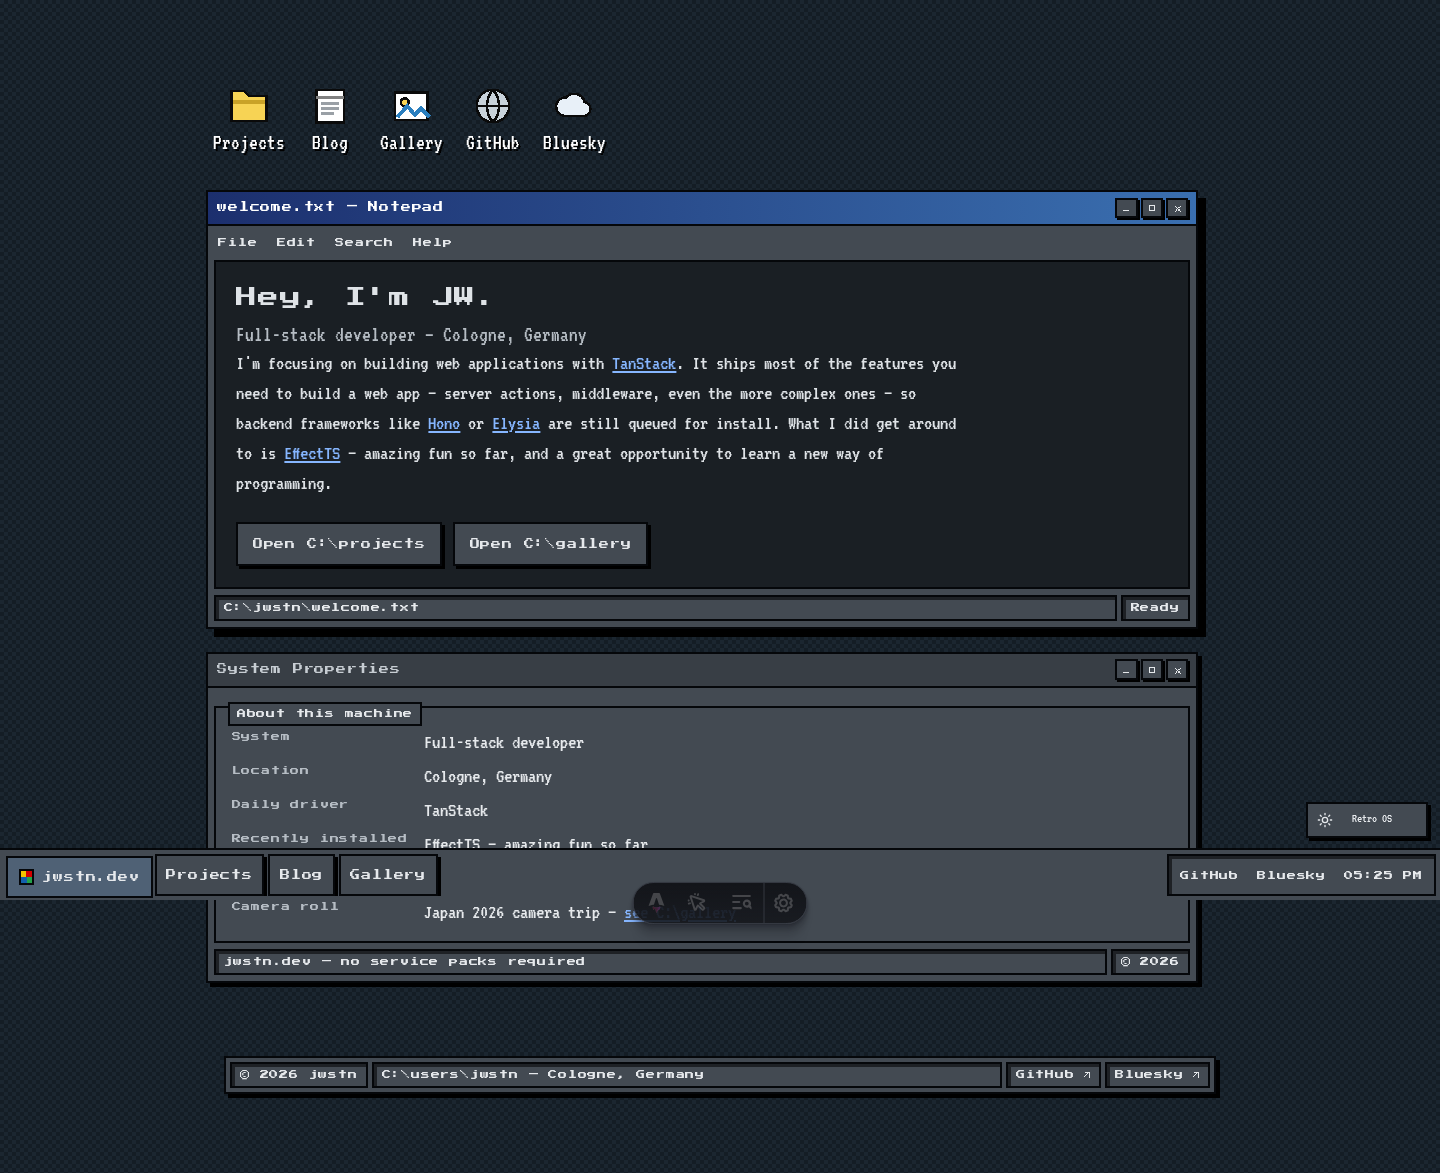 Projects Blog Gallery GitHub Bluesky
welcome.txt — Notepad
File Edit Search Help
Hey, I'm JW.
Full-stack developer — Cologne, Germany
I'm focusing on building web applications with TanStack. It ships most of the features you
need to build a web app — server actions, middleware, even the more complex ones — so
backend frameworks like Hono or Elysia are still queued for install. What I did get around
to is EffectTS — amazing fun so far, and a great opportunity to learn a new way of
programming.
Open C:\projects Open C:\gallery
C:\jwstn\welcome.txt Ready
System Properties
About this machine
System Full-stack developer
Location Cologne, Germany
Daily driver TanStack
Retro OS
Recently installed EffectTS — amazing fun so far
jwstn.dev Projects Blog Gallery GitHub Bluesky 05:25 PM
Camera roll Japan 2026 camera trip — see C:\gallery
jwstn.dev — no service packs required © 2026
© 2026 jwstn C:\users\jwstn — Cologne, Germany GitHub ↗ Bluesky ↗